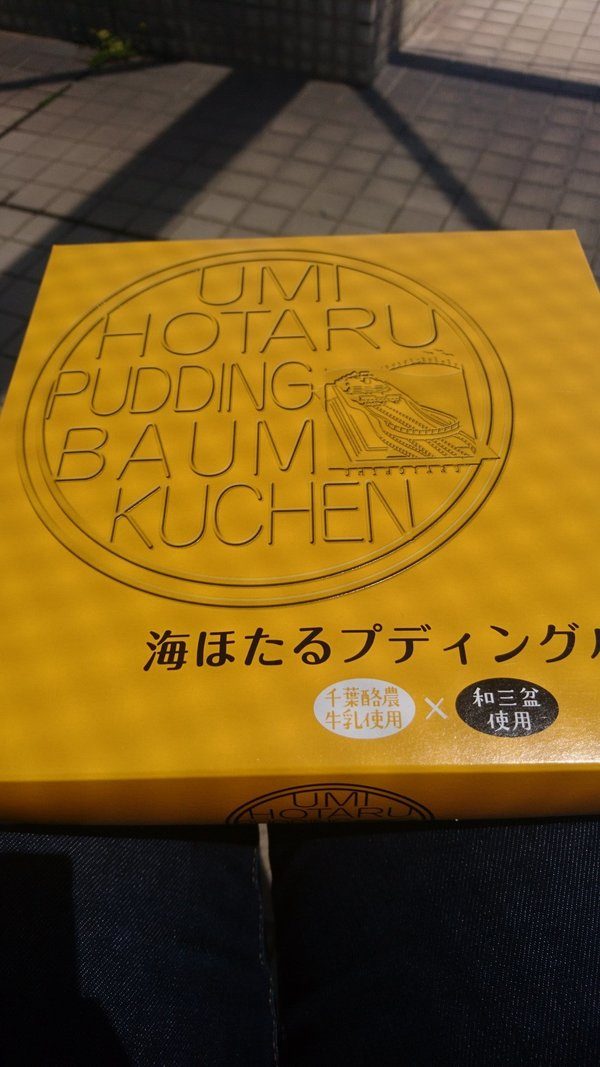 UMI
HOTARU
PUDDING
BAUM
KUCHEN
海ほたるプディング
千葉酪農
牛乳使用
×
和三盆
使用
UMI
HOTARU